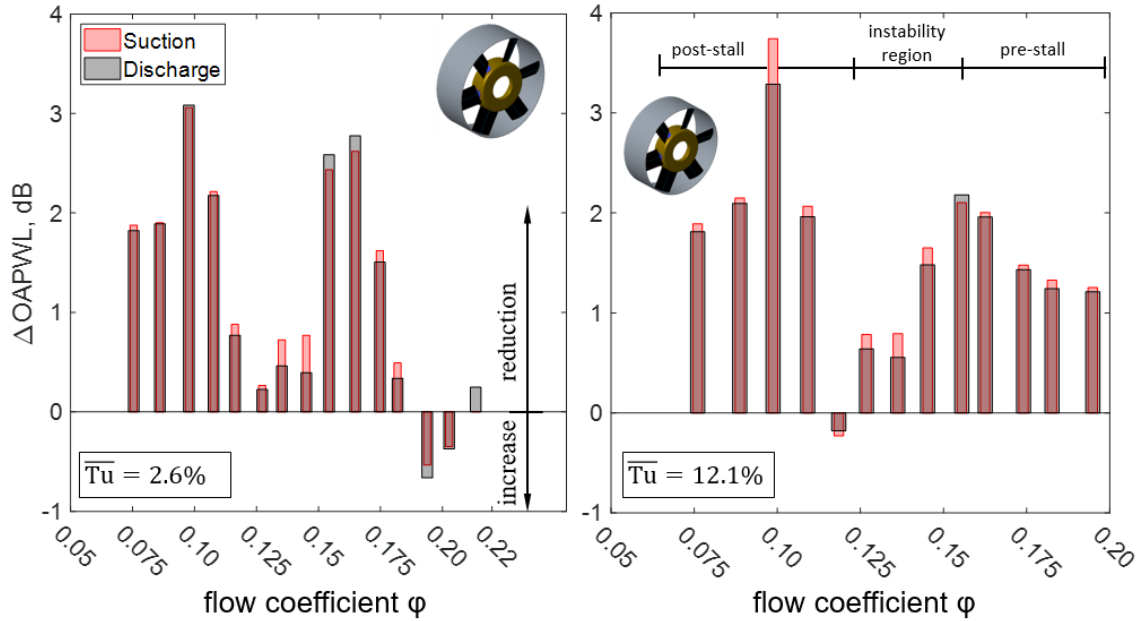 4
3
2
1
0
-1
ΔOAPWL, dB
Suction
Discharge
reduction
increase
T̅u̅ = 2.6%
0.05
0.075
0.10
0.125
0.15
0.175
0.20
0.22
flow coefficient φ
4
3
2
1
0
-1
post-stall
instability
region
pre-stall
T̅u̅ = 12.1%
0.05
0.075
0.10
0.125
0.15
0.175
0.20
flow coefficient φ